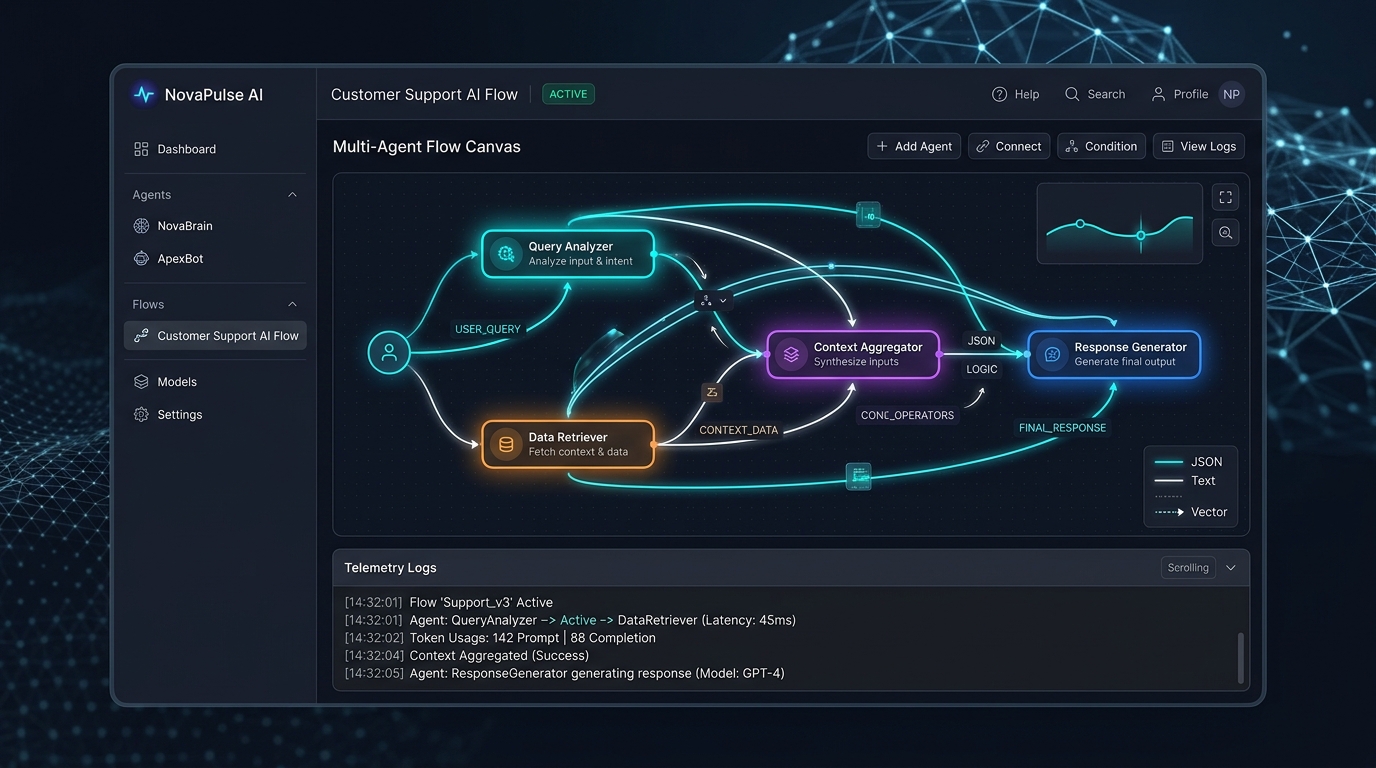 NovaPulse AI
Dashboard
Agents
NovaBrain
ApexBot
Flows
Customer Support AI Flow
Models
Settings
Customer Support AI Flow
ACTIVE
Help
Search
Profile
NP
Multi-Agent Flow Canvas
Add Agent
Connect
Condition
View Logs
Query Analyzer
Analyze input & intent
USER_QUERY
Context Aggregator
Synthesize inputs
JSON
LOGIC
Response Generator
Generate final output
CONTEXT_DATA
CONC_OPERATORS
FINAL_RESPONSE
Data Retriever
Fetch context & data
JSON
Text
Vector
Telemetry Logs
Scrolling
[14:32:01] Flow 'Support_v3' Active
[14:32:01] Agent: QueryAnalyzer –> Active –> DataRetriever (Latency: 45ms)
[14:32:02] Token Usags: 142 Prompt | 88 Completion
[14:32:04] Context Aggregated (Success)
[14:32:05] Agent: ResponseGenerator generating response (Model: GPT-4)